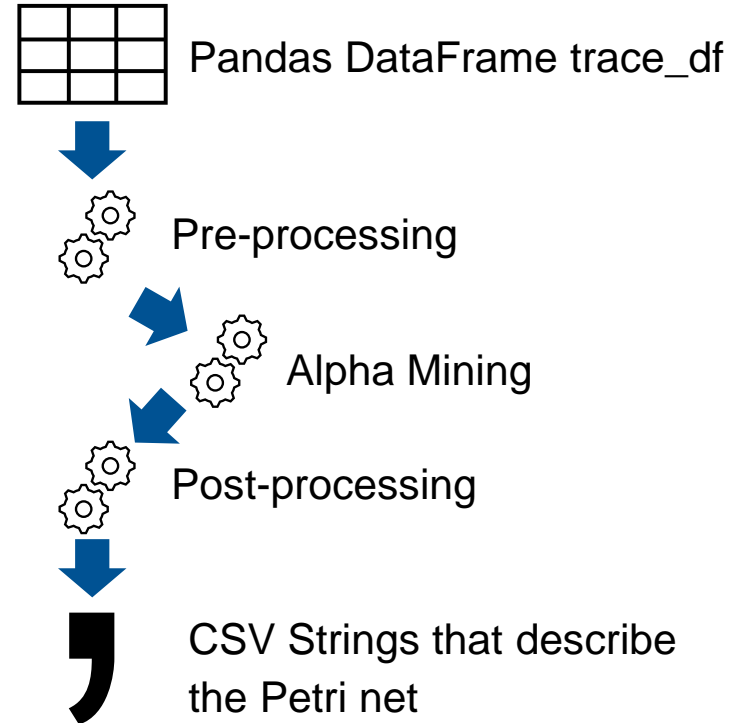 Pandas DataFrame trace_df
Pre-processing
Alpha Mining
Post-processing
CSV Strings that describe
the Petri net